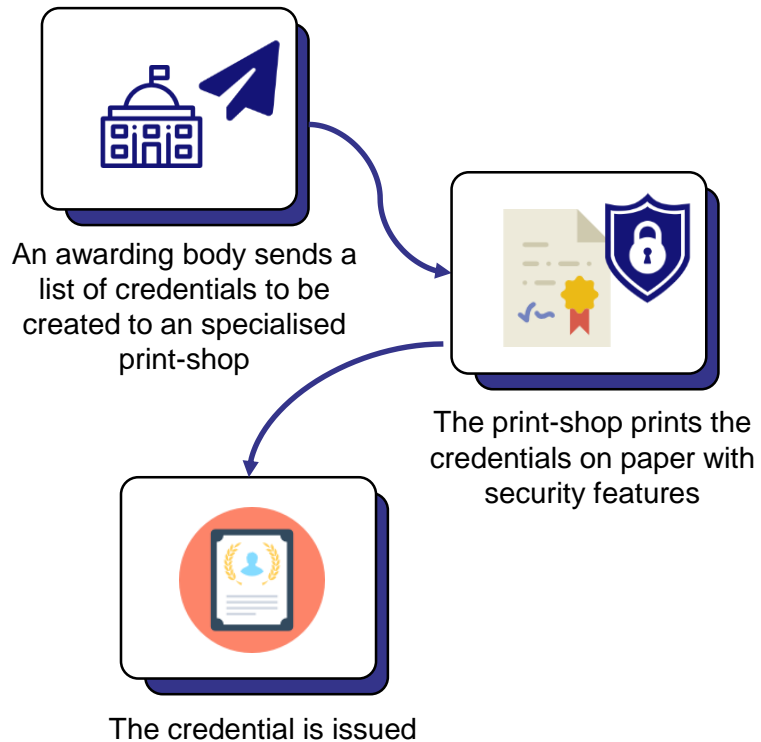 An awarding body sends a
list of credentials to be
created to an specialised
print-shop
The print-shop prints the
credentials on paper with
security features
The credential is issued